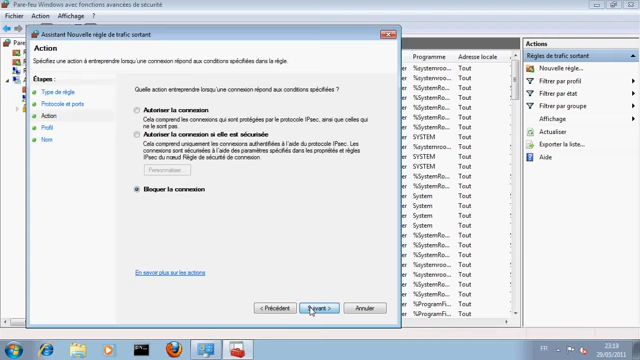 Pare-feu Windows avec fonctions avancées de sécurité
Fichier Action Affichage ?
Assistant Nouvelle règle de trafic sortant
Action
Spécifiez une action à entreprendre lorsqu'une connexion répond aux conditions spécifiées dans la règle.
Étapes :
Type de règle
Protocole et ports
Action
Profil
Nom
Quelle action entreprendre lorsqu'une connexion répond aux conditions spécifiées ?
Autoriser la connexion
Cela comprend les connexions qui sont protégées par le protocole IPsec, ainsi que celles qui ne le sont pas.
Autoriser la connexion si elle est sécurisée
Cela comprend uniquement les connexions authentifiées à l'aide du protocole IPsec. Les
connexions sont sécurisées à l'aide des paramètres spécifiés dans les propriétés et règles
IPsec du nœud Règle de sécurité de connexion.
Personnaliser...
Bloquer la connexion
En savoir plus sur les actions
< Précédent
Suivant >
Annuler
Programme Adresse locale
%systemroo... Tout
%SystemRo... Tout
SYSTEM Tout
System Tout
%ProgramFi... Tout
Actions
Règles de trafic sortant
Nouvelle règle...
Filtrer par profil
Filtrer par état
Filtrer par groupe
Affichage
Actualiser
Exporter la liste...
Aide
FR
23:19
29/05/2011